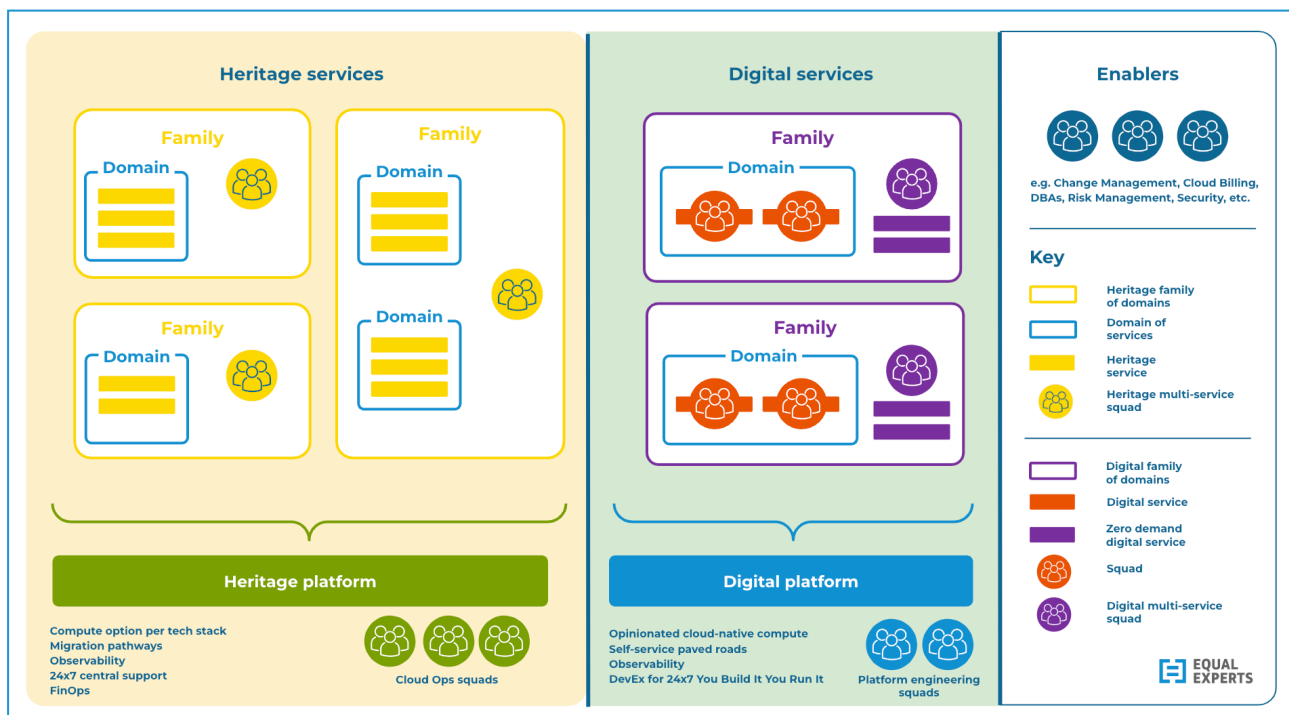 Heritage services
Family
Domain
Family
Domain
Domain
Family
Domain
Heritage platform
Compute option per tech stack
Migration pathways
Observability
24x7 central support
FinOps
Cloud Ops squads
Digital services
Family
Domain
Family
Domain
Digital platform
Opinionated cloud-native compute
Self-service paved roads
Observability
DevEx for 24x7 You Build It You Run It
Platform engineering
squads
Enablers
e.g. Change Management, Cloud Billing,
DBAs, Risk Management, Security, etc.
Key
Heritage family
of domains
Domain of
services
Heritage
service
Heritage multi-service
squad
Digital family
of domains
Digital service
Zero demand
digital service
Squad
Digital multi-service
squad
EQUAL
EXPERTS